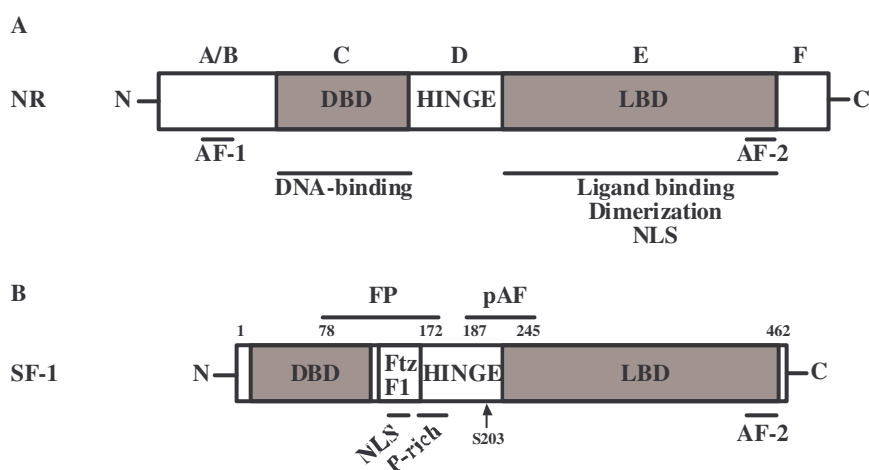 A
A/B C D E F
NR N DBD HINGE LBD C
AF-1 AF-2
DNA-binding Ligand binding
Dimerization
NLS
B
FP pAF
1 78 172 187 245 462
SF-1 N DBD Ftz HINGE LBD C
F1
NLS P-rich S203 AF-2